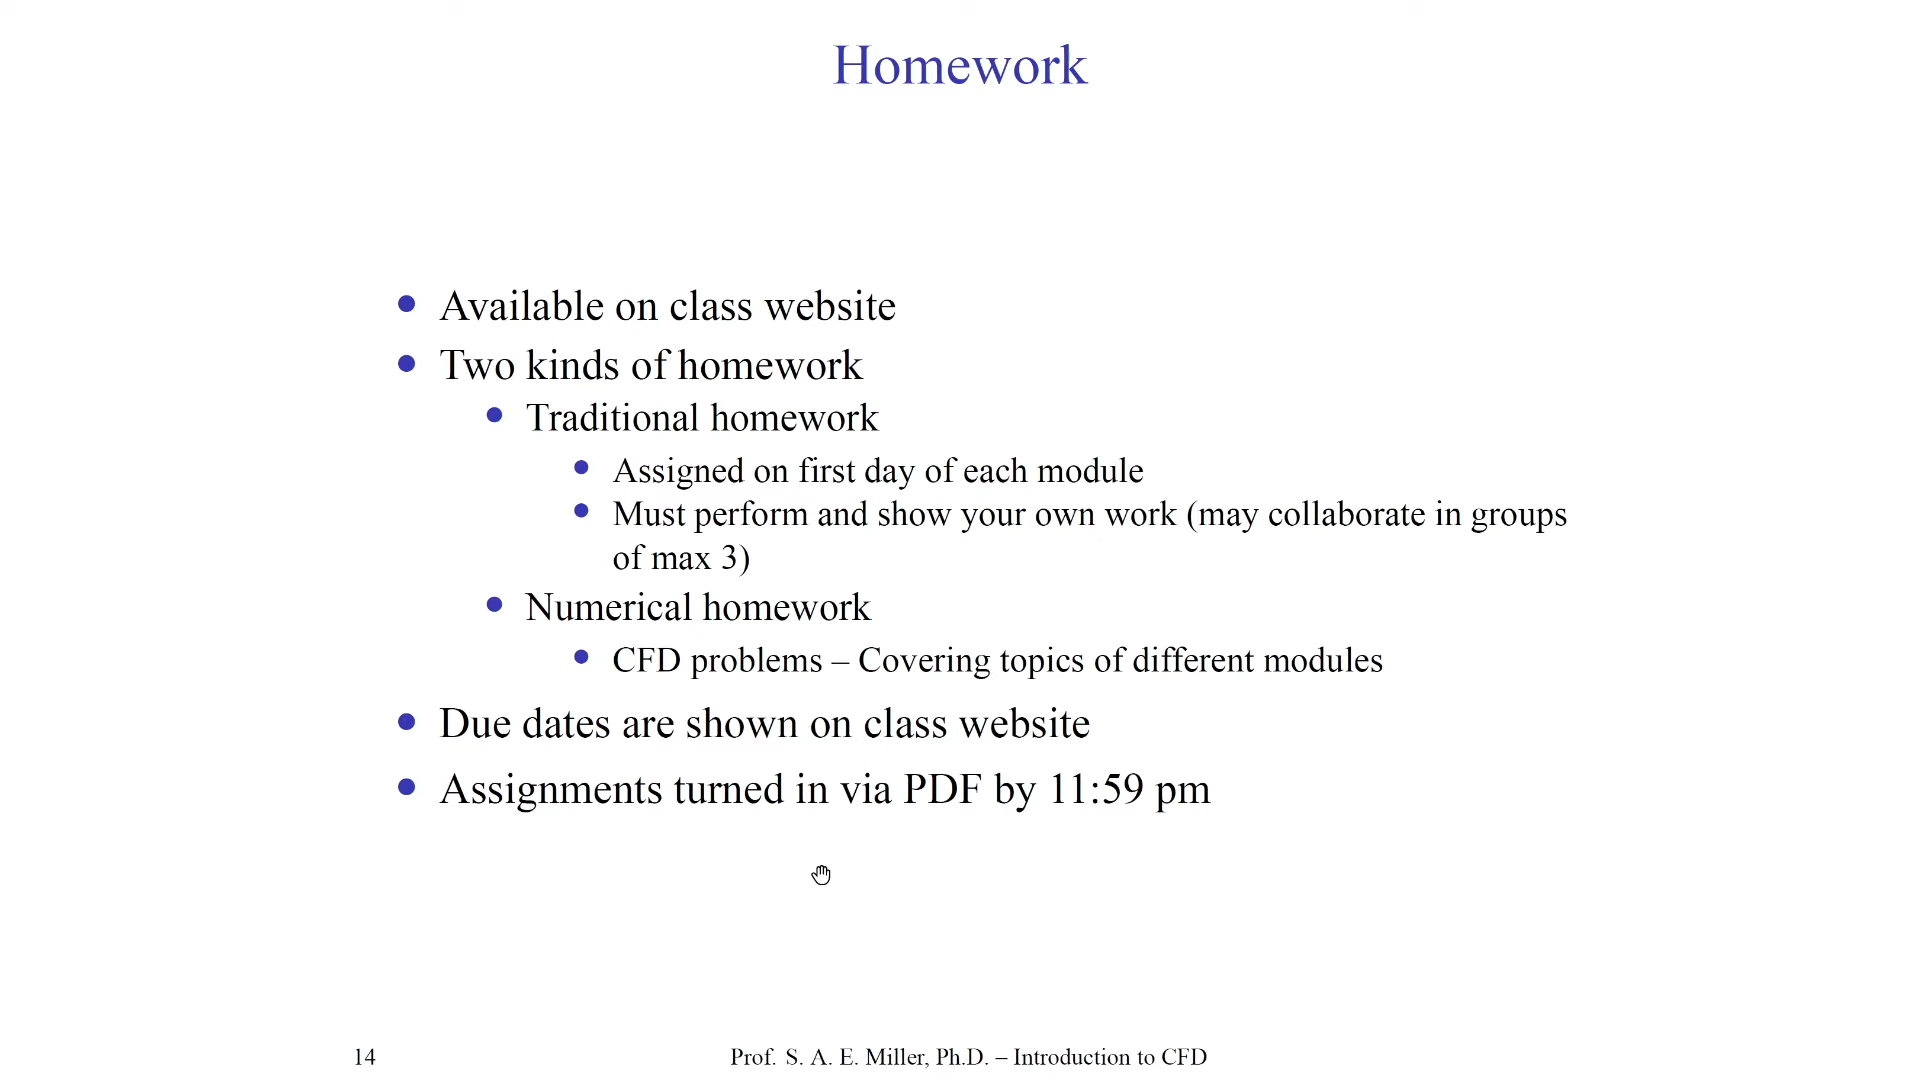 Homework
Available on class website
Two kinds of homework
Traditional homework
Assigned on first day of each module
Must perform and show your own work (may collaborate in groups
of max 3)
Numerical homework
CFD problems – Covering topics of different modules
Due dates are shown on class website
Assignments turned in via PDF by 11:59 pm
14
Prof. S. A. E. Miller, Ph.D. – Introduction to CFD